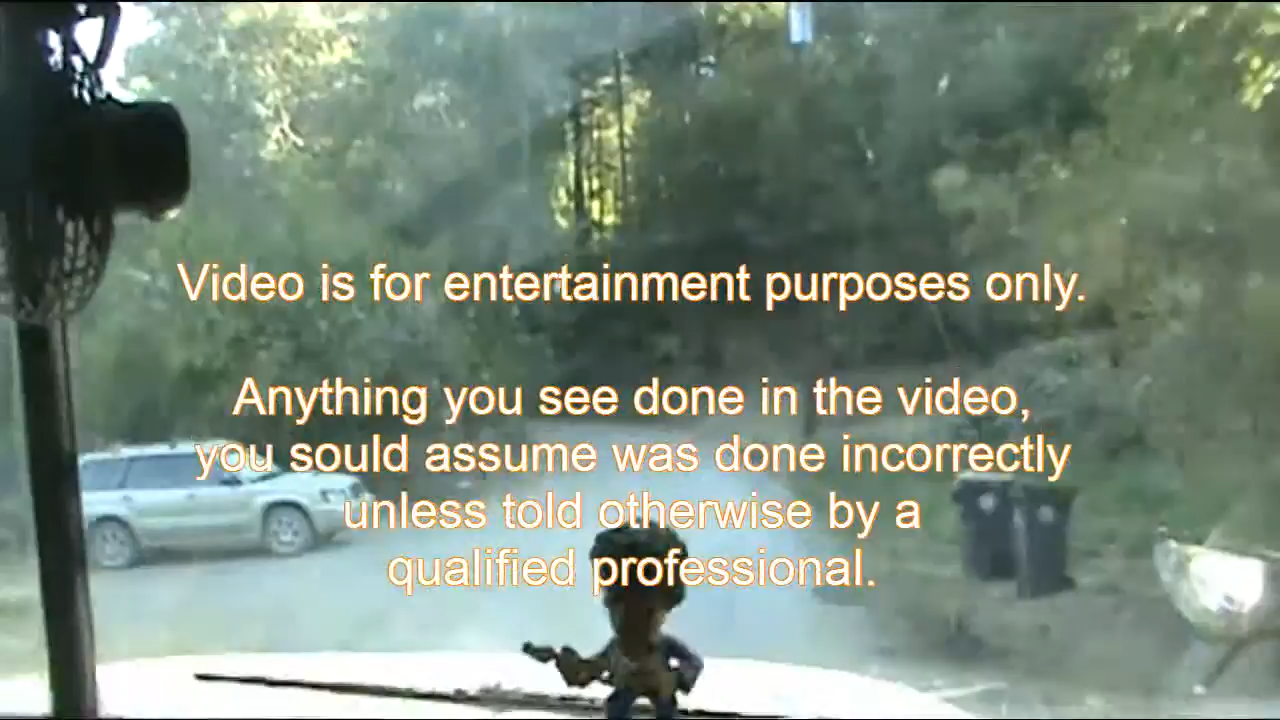 Video is for entertainment purposes only.
Anything you see done in the video,
you sould assume was done incorrectly
unless told otherwise by a
qualified professional.